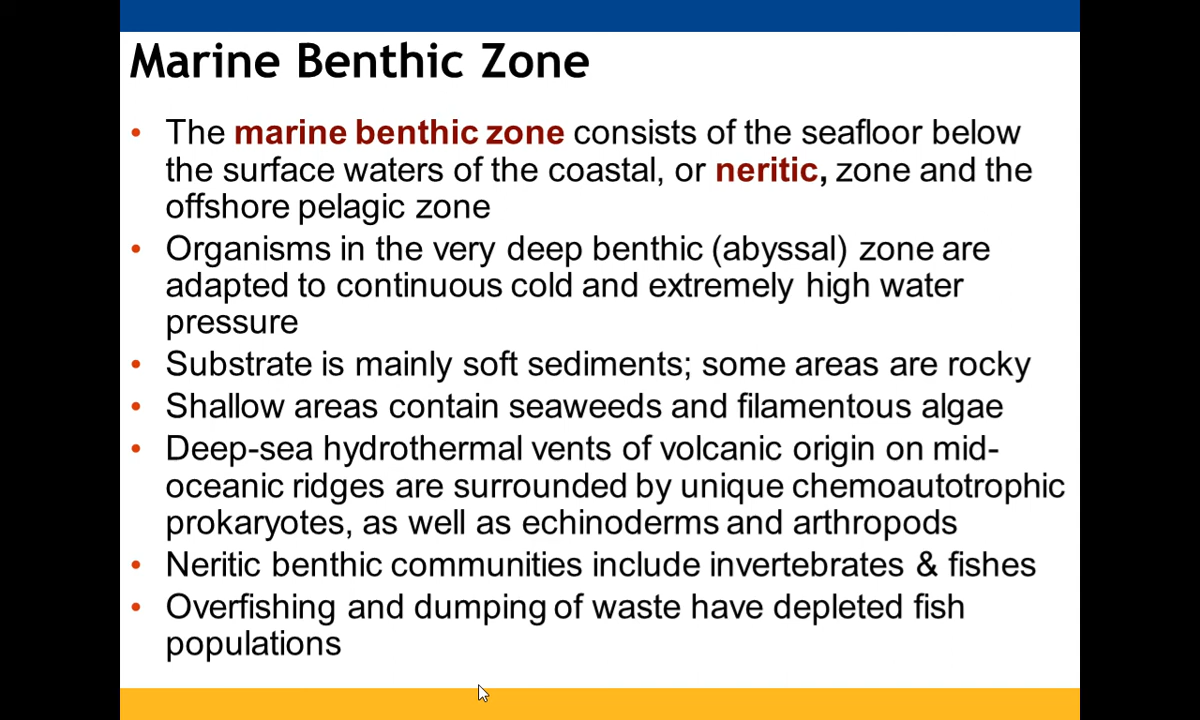 Marine Benthic Zone
• The marine benthic zone consists of the seafloor below
the surface waters of the coastal, or neritic, zone and the
offshore pelagic zone
• Organisms in the very deep benthic (abyssal) zone are
adapted to continuous cold and extremely high water
pressure
• Substrate is mainly soft sediments; some areas are rocky
• Shallow areas contain seaweeds and filamentous algae
• Deep-sea hydrothermal vents of volcanic origin on mid-
oceanic ridges are surrounded by unique chemoautotrophic
prokaryotes, as well as echinoderms and arthropods
• Neritic benthic communities include invertebrates & fishes
• Overfishing and dumping of waste have depleted fish
populations